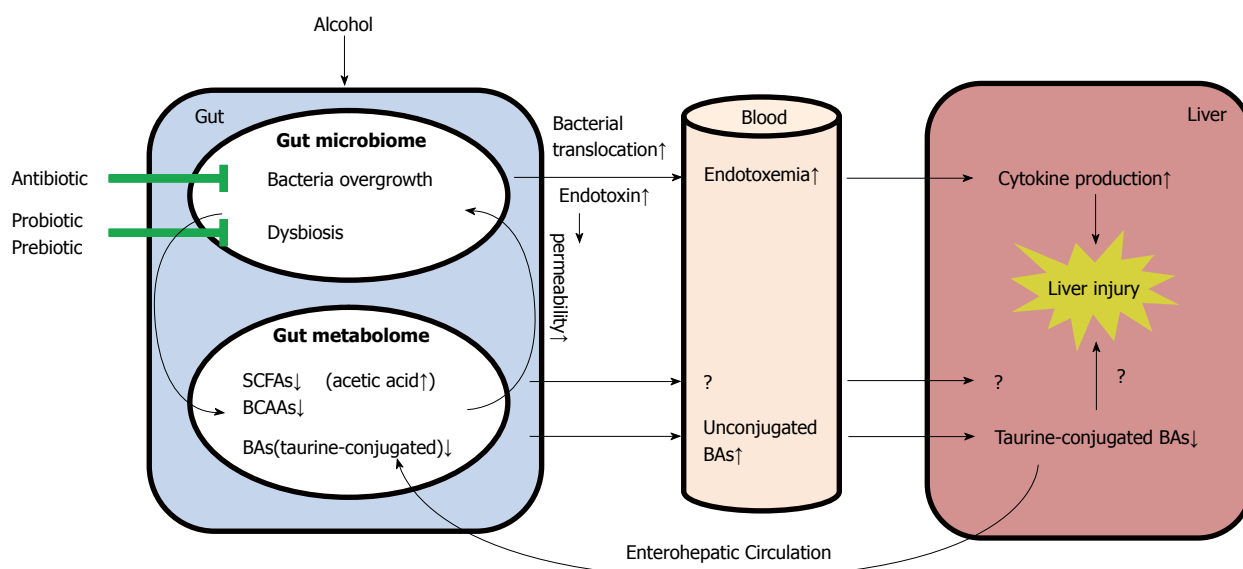 Alcohol
Gut
Gut microbiome
Antibiotic
Bacteria overgrowth
Probiotic
Prebiotic
Dysbiosis
Bacterial
translocation↑
Endotoxin↑
permeability↑
Gut metabolome
SCFAs↓ (acetic acid↑)
BCAAs↓
BAs(taurine-conjugated)↓
Blood
Endotoxemia↑
?
Unconjugated
BAs↑
Liver
Cytokine production↑
Liver injury
?
?
Taurine-conjugated BAs↓
Enterohepatic Circulation